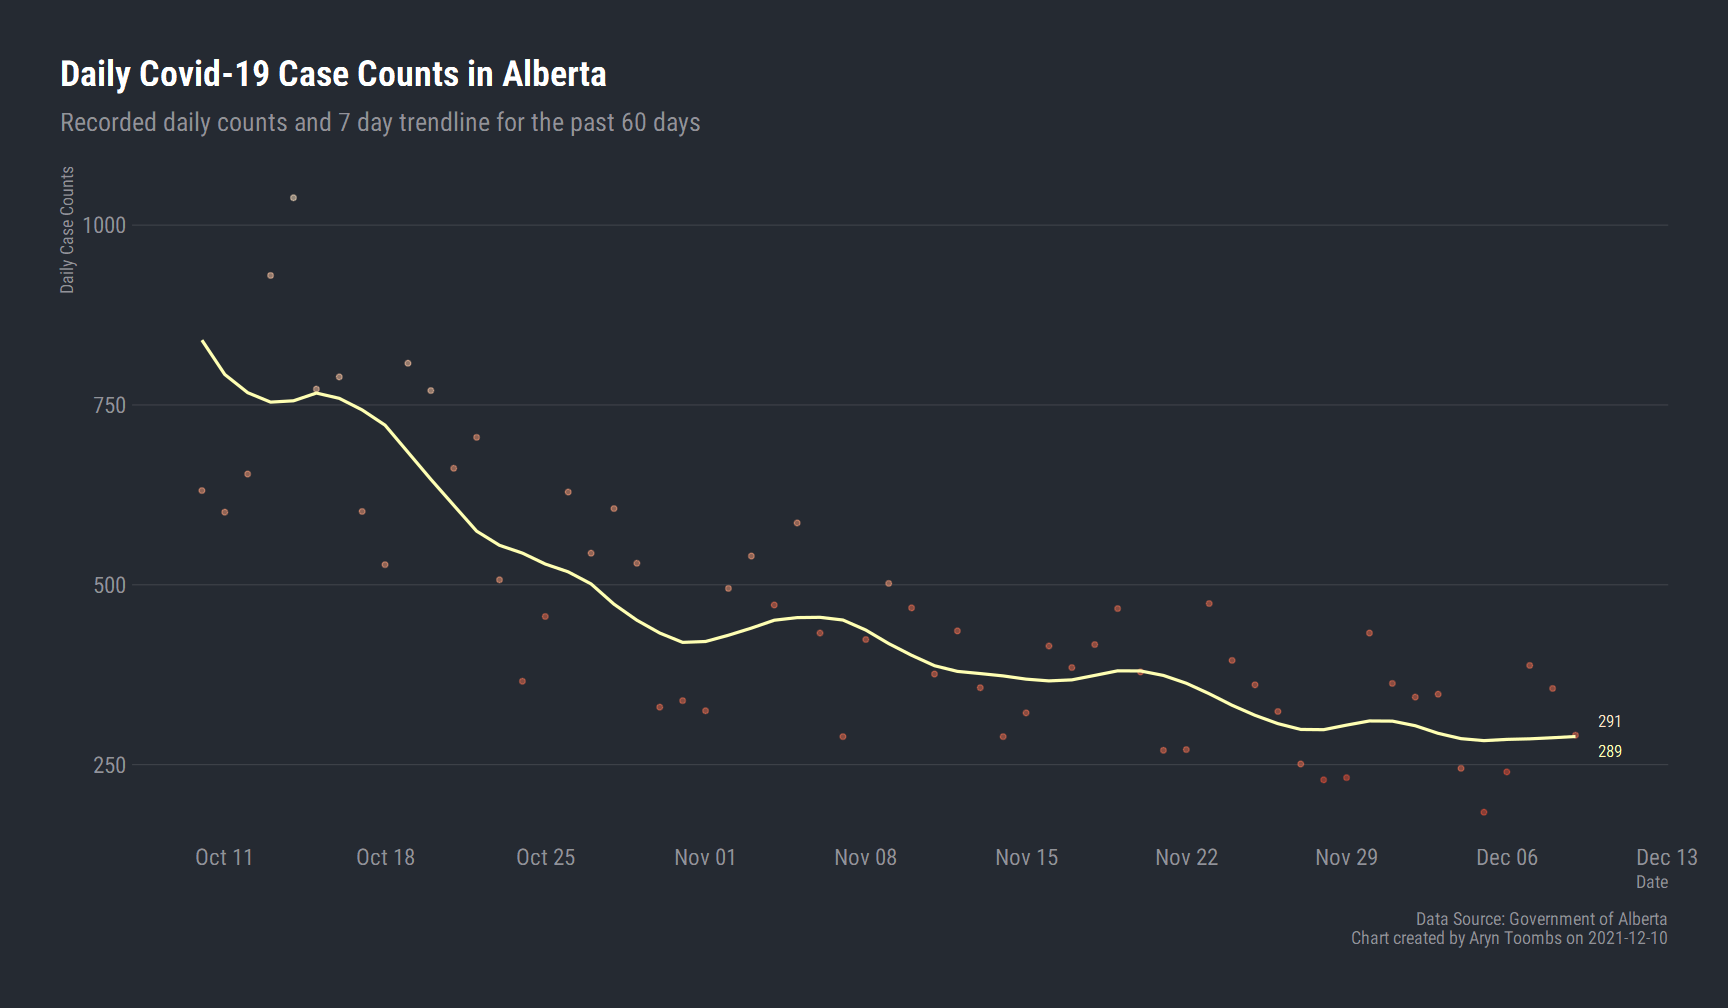 Daily Covid-19 Case Counts in Alberta
Recorded daily counts and 7 day trendline for the past 60 days
Daily Case Counts
1000
750
500
250
291
289
Oct 11 Oct 18 Oct 25 Nov 01 Nov 08 Nov 15 Nov 22 Nov 29 Dec 06 Dec 13
Date
Data Source: Government of Alberta
Chart created by Aryn Toombs on 2021-12-10